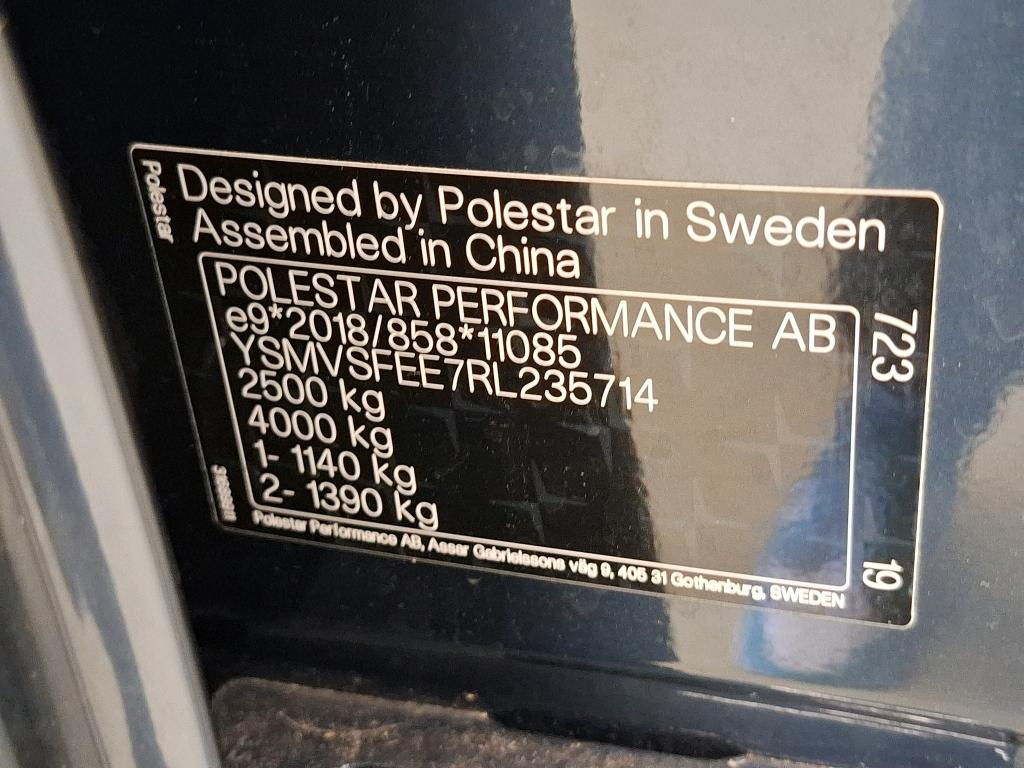 Polestar
Designed by Polestar in Sweden
Assembled in China
POLESTAR PERFORMANCE AB
e9*2018/858*11085
YSMVSFEE7RL235714
2500 kg
4000 kg
1- 1140 kg
2- 1390 kg
723
19
Polestar Performance AB, Assar Gabrielssons väg 9, 405 31 Gothenburg, SWEDEN